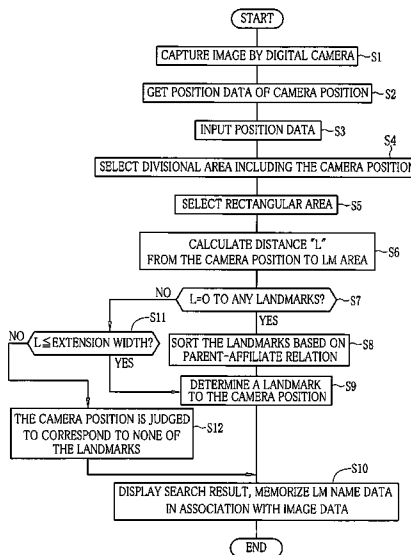 START
CAPTURE IMAGE BY DIGITAL CAMERA
S1
GET POSITION DATA OF CAMERA POSITION
S2
INPUT POSITION DATA
S3
S4
SELECT DIVISIONAL AREA INCLUDING THE CAMERA POSITION
SELECT RECTANGULAR AREA
S5
CALCULATE DISTANCE "L"
FROM THE CAMERA POSITION TO LM AREA
S6
NO
L=0 TO ANY LANDMARKS?
S7
YES
S11
NO
L≦EXTENSION WIDTH?
YES
SORT THE LANDMARKS BASED ON
PARENT-AFFILIATE RELATION
S8
DETERMINE A LANDMARK
TO THE CAMERA POSITION
S9
THE CAMERA POSITION IS JUDGED
TO CORRESPOND TO NONE OF
THE LANDMARKS
S12
S10
DISPLAY SEARCH RESULT, MEMORIZE LM NAME DATA
IN ASSOCIATION WITH IMAGE DATA
END